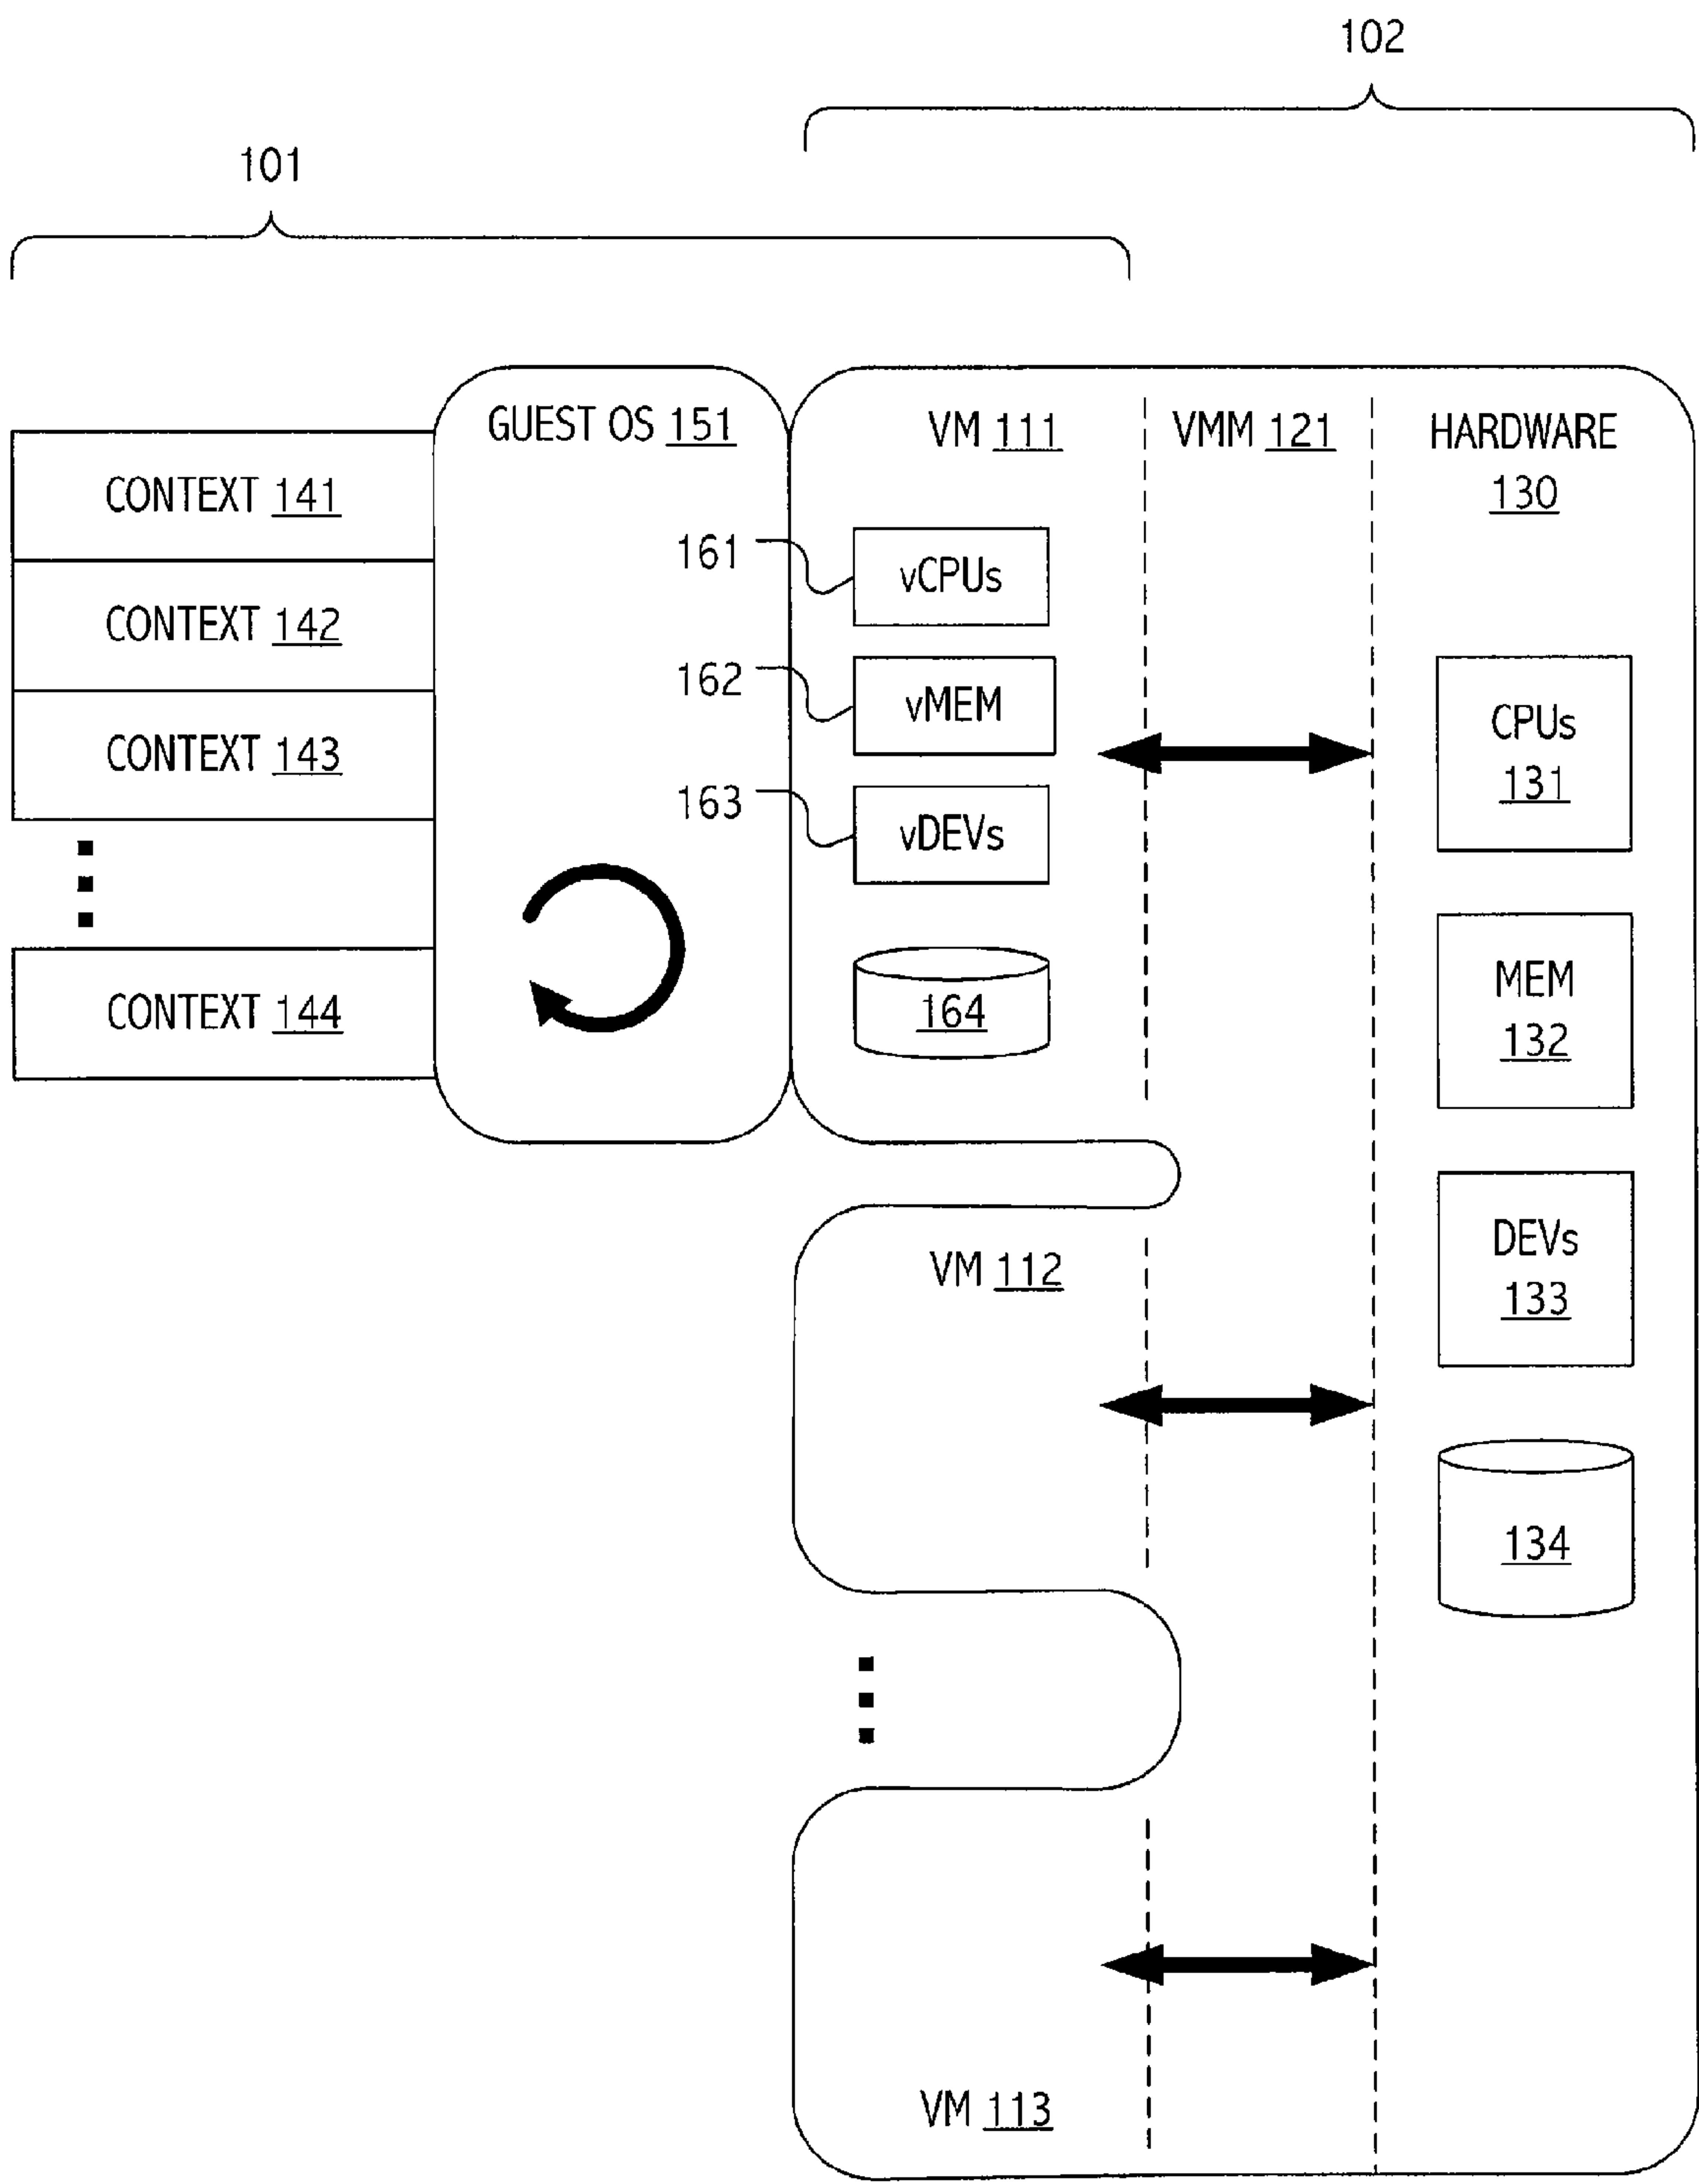 102
101
GUEST OS 151
VM 111
VMM 121
HARDWARE
130
CONTEXT 141
CONTEXT 142
CONTEXT 143
CONTEXT 144
161
vCPUs
162
vMEM
163
vDEVs
164
CPUs
131
MEM
132
DEVs
133
134
VM 112
VM 113